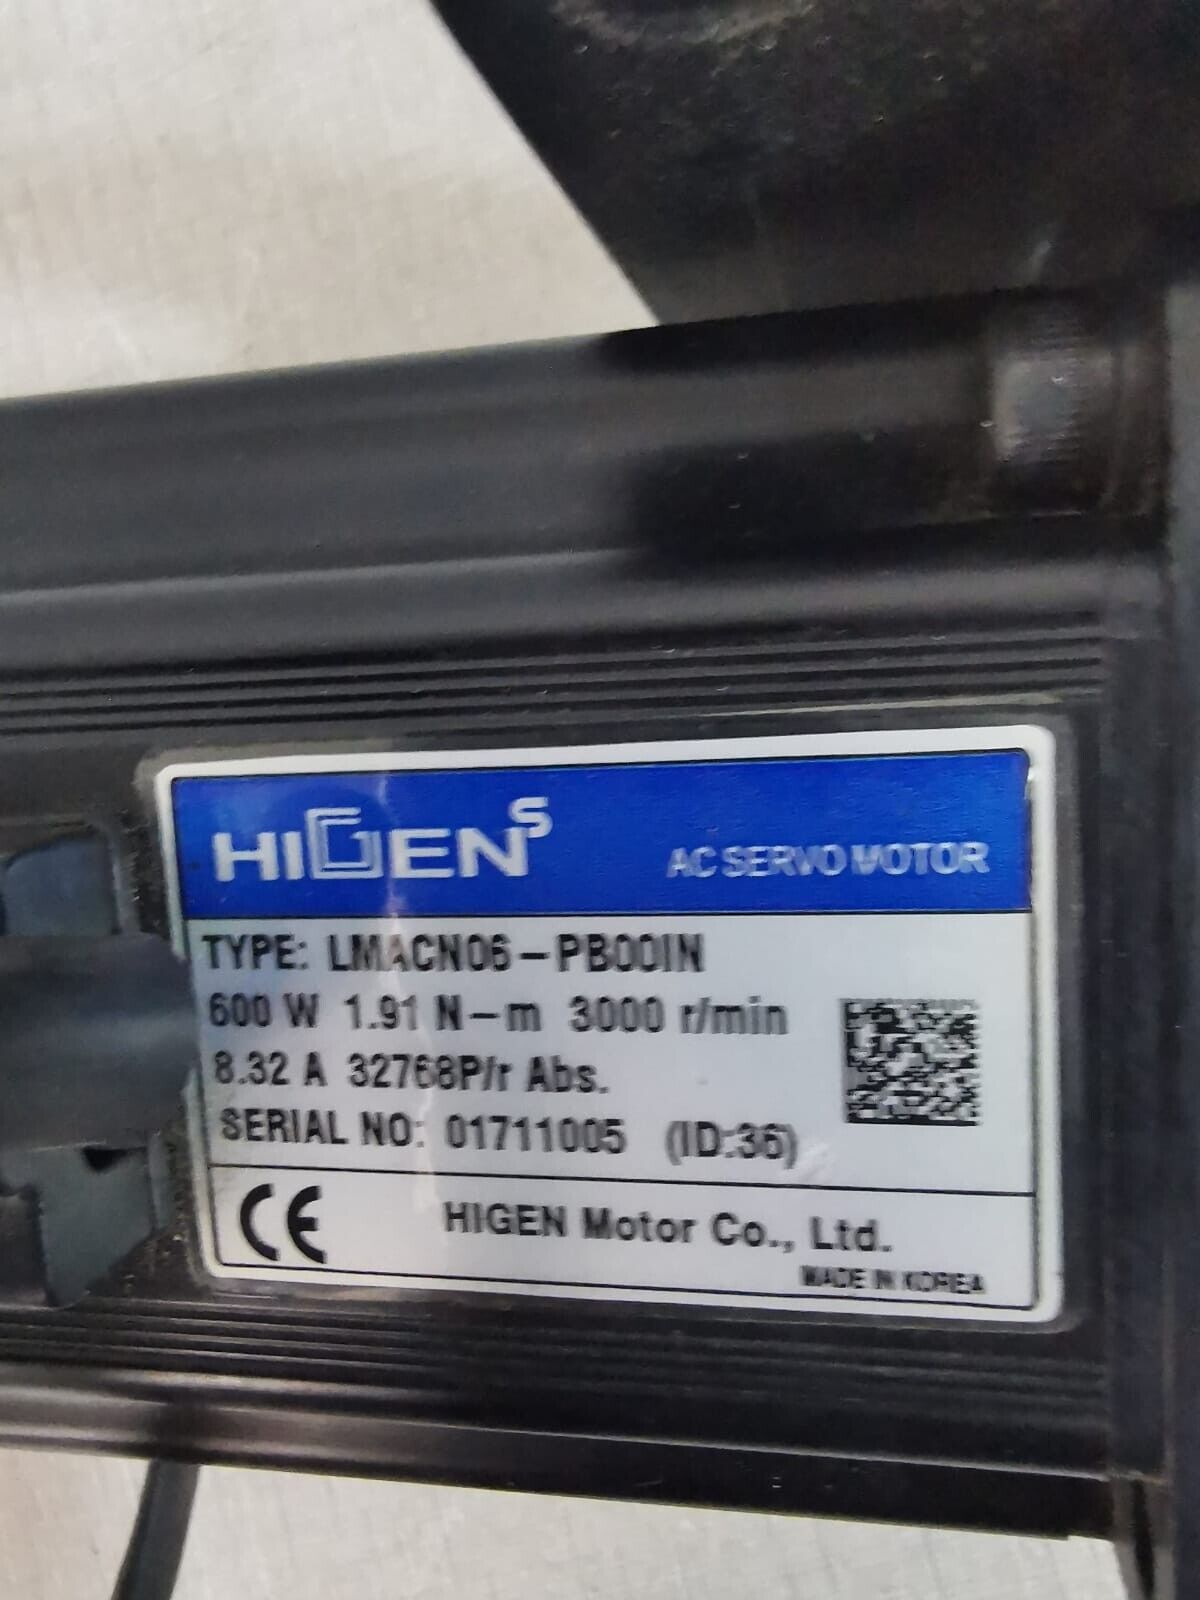 HIGENS AC SERVO MOTOR
TYPE: LMACN06-PB00IN
600 W 1.91 N-m 3000 r/min
8.32 A 32768P/r Abs.
SERIAL NO: 01711005 (ID:36)
CE HIGEN Motor Co., Ltd.
MADE IN KOREA